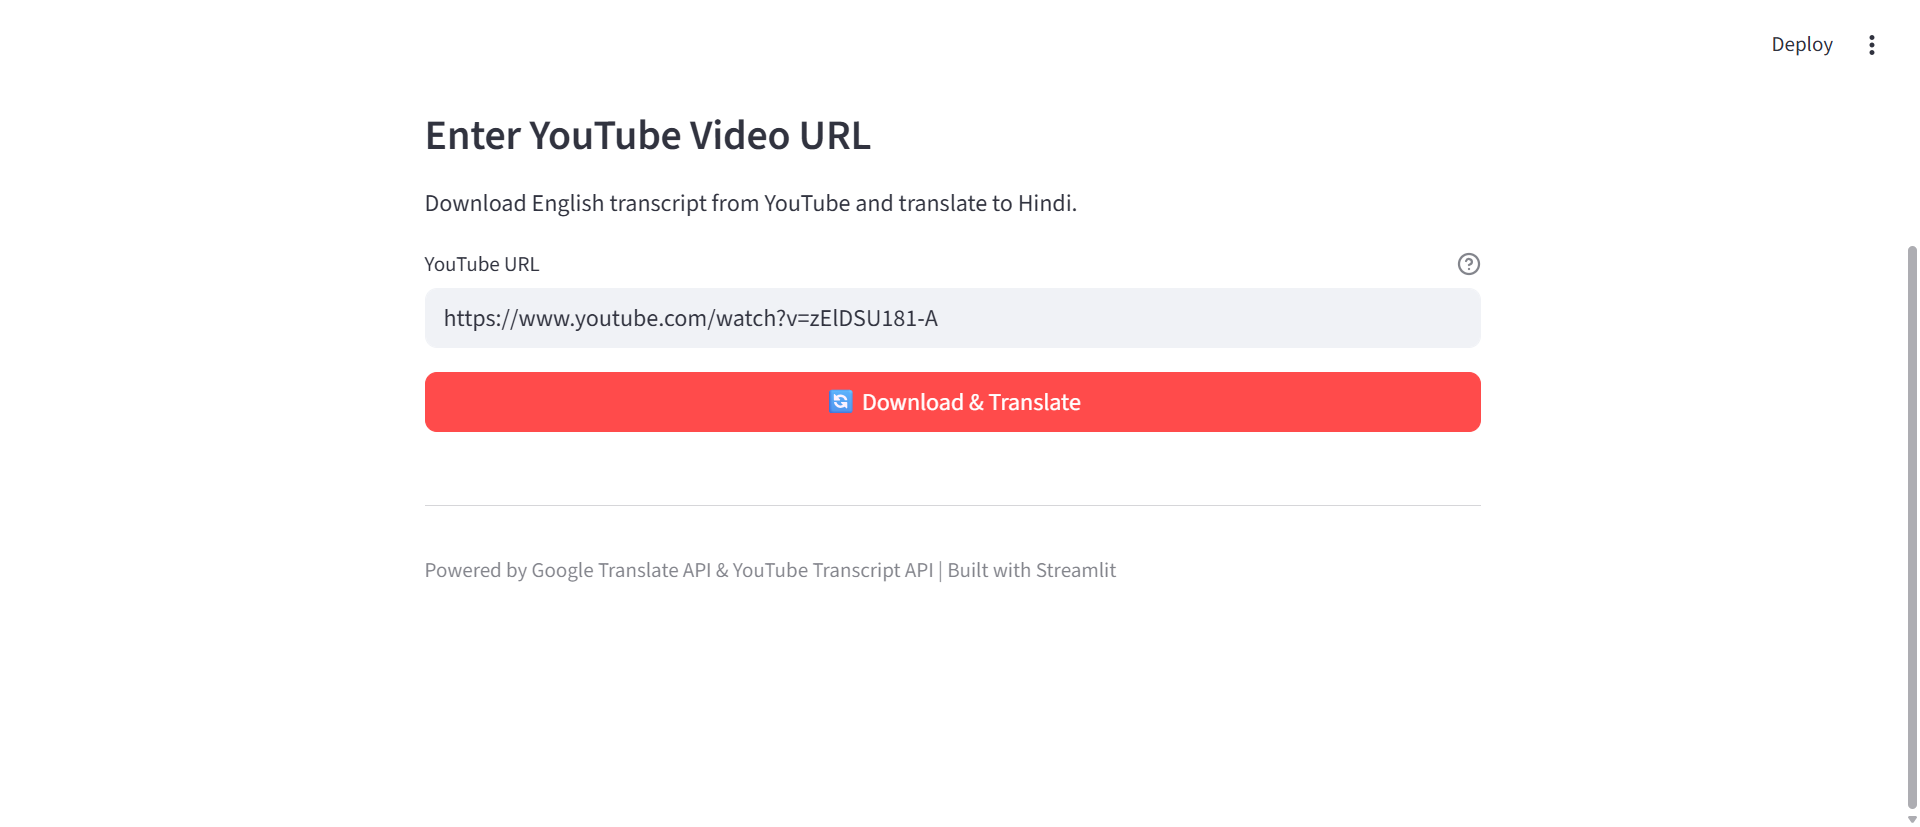 Deploy
Enter YouTube Video URL
Download English transcript from YouTube and translate to Hindi.
YouTube URL
https://www.youtube.com/watch?v=zElDSU181-A
Download & Translate
Powered by Google Translate API & YouTube Transcript API | Built with Streamlit